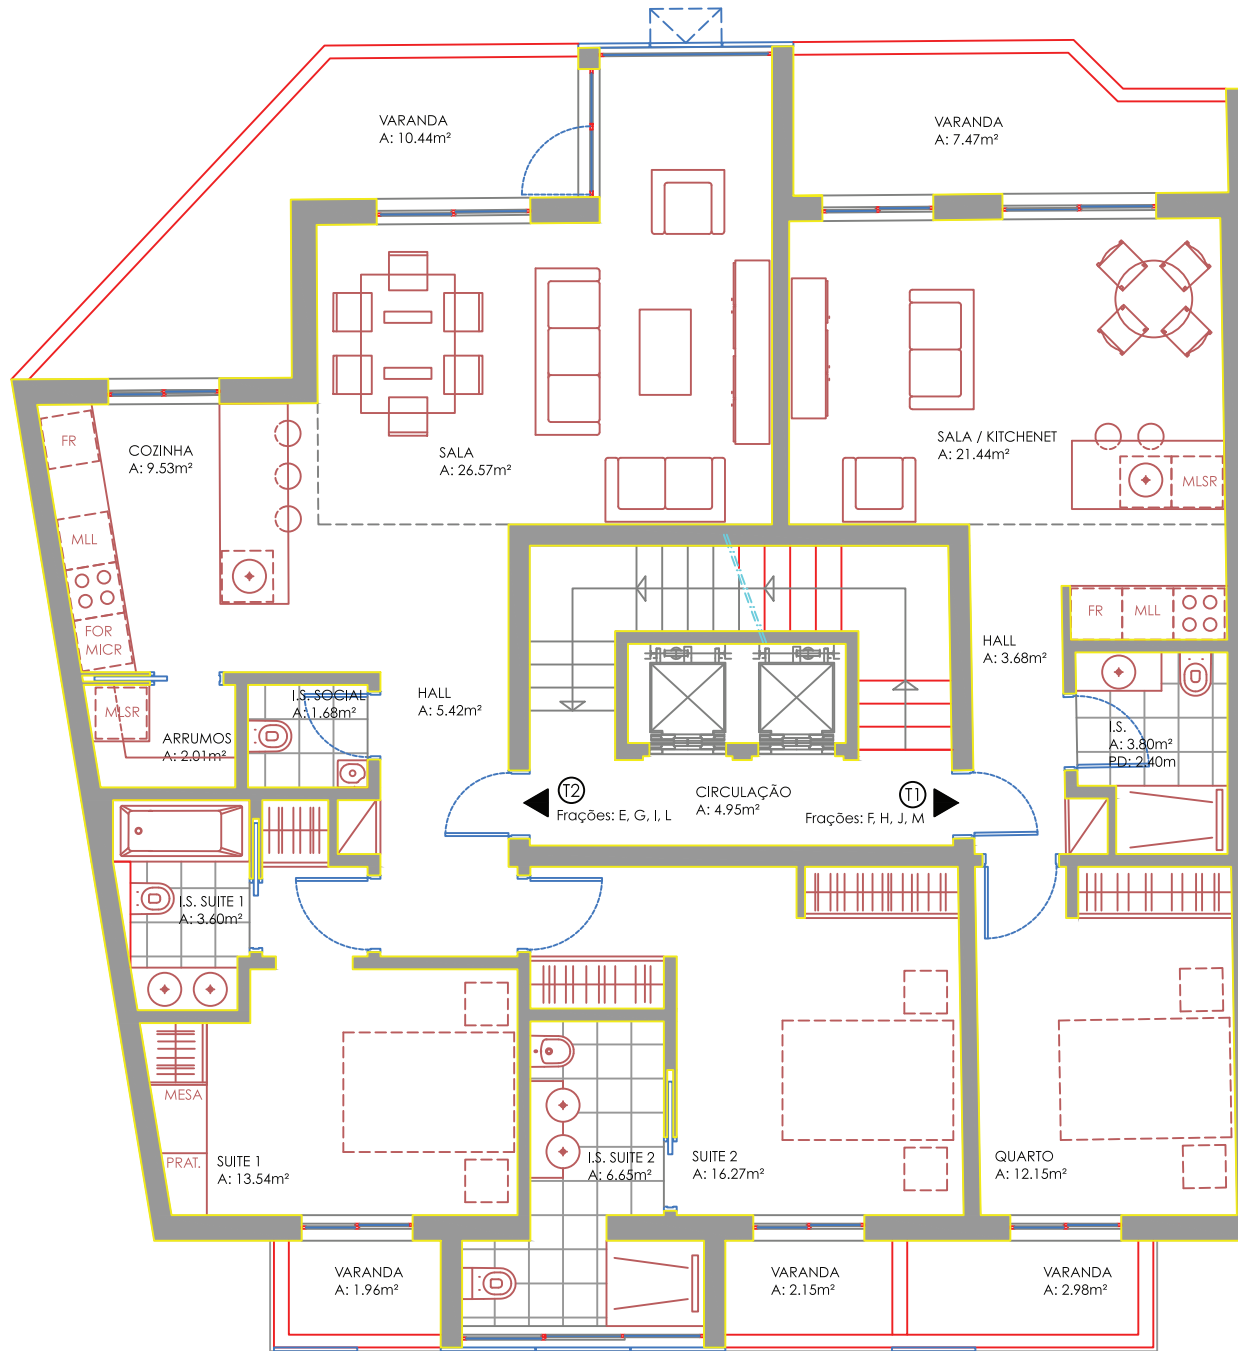 VARANDA
A: 10.44m²
VARANDA
A: 7.47m²
FR
COZINHA
A: 9.53m²
SALA
A: 26.57m²
SALA / KITCHENET
A: 21.44m²
MLSR
MLL
FOR
MICR
FR
MLL
HALL
A: 3.68m²
I.S. SOCIAL
A: 1.68m²
HALL
A: 5.42m²
MLSR
ARRUMOS
A: 2.01m²
I.S.
A: 3.80m²
PD: 2.40m
T2
Frações: E, G, I, L
CIRCULAÇÃO
A: 4.95m²
T1
Frações: F, H, J, M
I.S. SUITE 1
A: 3.60m²
MESA
PRAT.
SUITE 1
A: 13.54m²
I.S. SUITE 2
A: 6.65m²
SUITE 2
A: 16.27m²
QUARTO
A: 12.15m²
VARANDA
A: 1.96m²
VARANDA
A: 2.15m²
VARANDA
A: 2.98m²